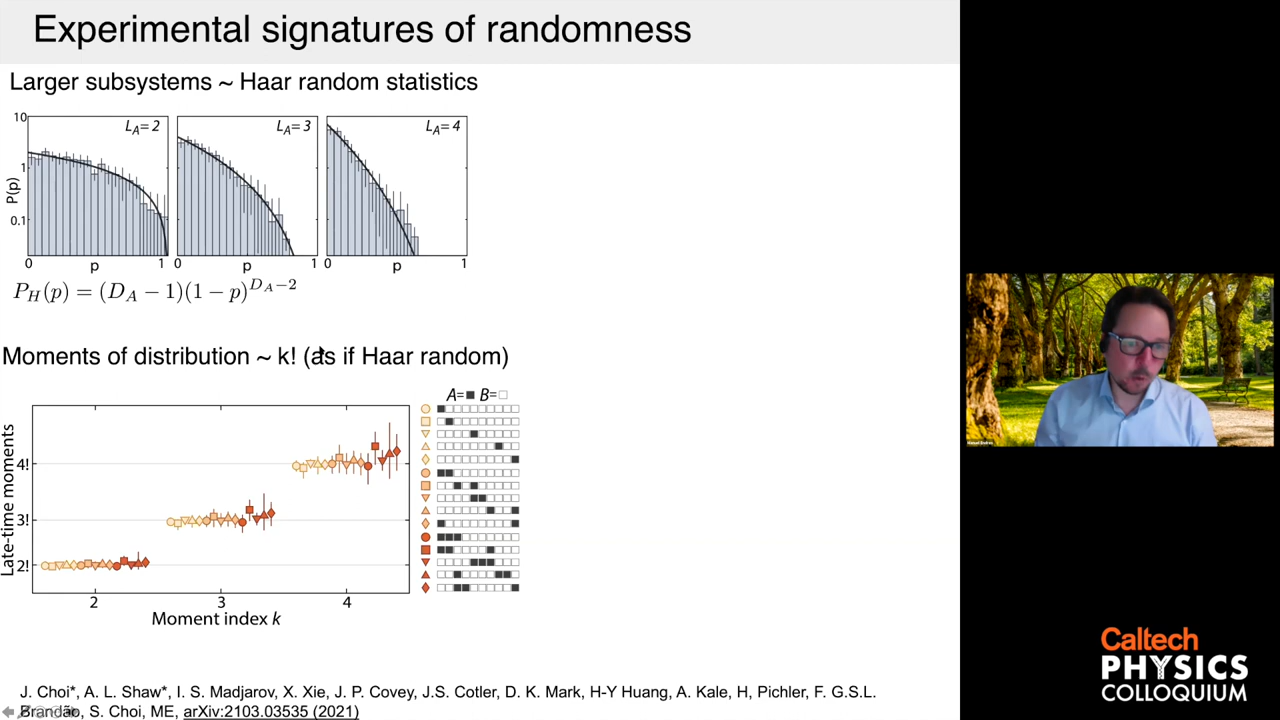 Experimental signatures of randomness
Larger subsystems ~ Haar random statistics
10
1
0.1
P(p)
L_A= 2
L_A= 3
L_A= 4
0 p 1
0 p 1
0 p 1
P_H(p) = (D_A − 1)(1 − p)^{D_A−2}
Moments of distribution ~ k! (as if Haar random)
A=■ B=□
Late-time moments
4!
3!
2!
2 3 4
Moment index k
J. Choi*, A. L. Shaw*, I. S. Madjarov, X. Xie, J. P. Covey, J.S. Cotler, D. K. Mark, H-Y Huang, A. Kale, H, Pichler, F. G.S.L.
Brandão, S. Choi, ME, arXiv:2103.03535 (2021)
Caltech
PHYSICS
COLLOQUIUM